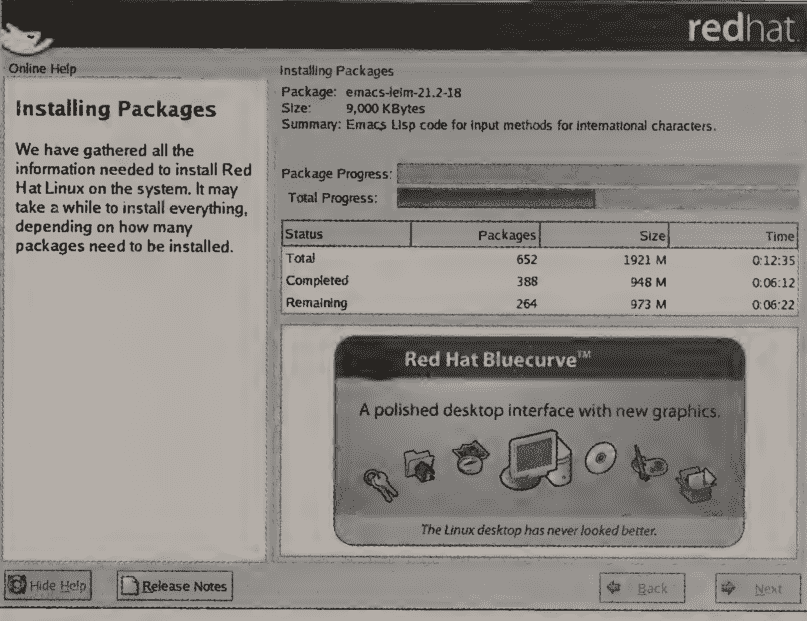 redhat.
Online Help
Installing Packages
We have gathered all the
information needed to install Red
Hat Linux on the system. It may
take a while to install everything,
depending on how many
packages need to be installed.
Installing Packages
Package: emacs-leim-21.2-18
Size: 9,000 KBytes
Summary: Emacs Lisp code for input methods for international characters.
Package Progress:
Total Progress:
Status Packages Size Time
Total 652 1921 M 0:12:35
Completed 388 948 M 0:06:12
Remaining 264 973 M 0:06:22
Red Hat Bluecurve™
A polished desktop interface with new graphics.
The Linux desktop has never looked better.
Hide Help Release Notes Back Next